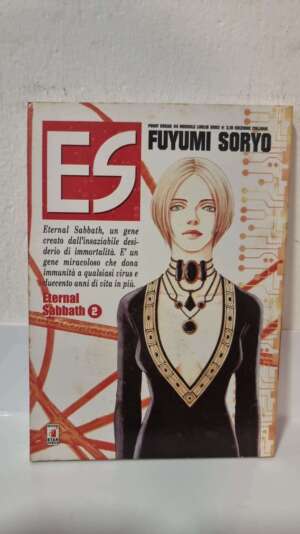 ES
FUYUMI SORYO
Eternal Sabbath, un gene
creato dall'insaziabile desi-
derio di immortalità. E' un
gene miracoloso che dona
immunità a qualsiasi virus e
duecento anni di vita in più.
Eternal
Sabbath 2
STAR